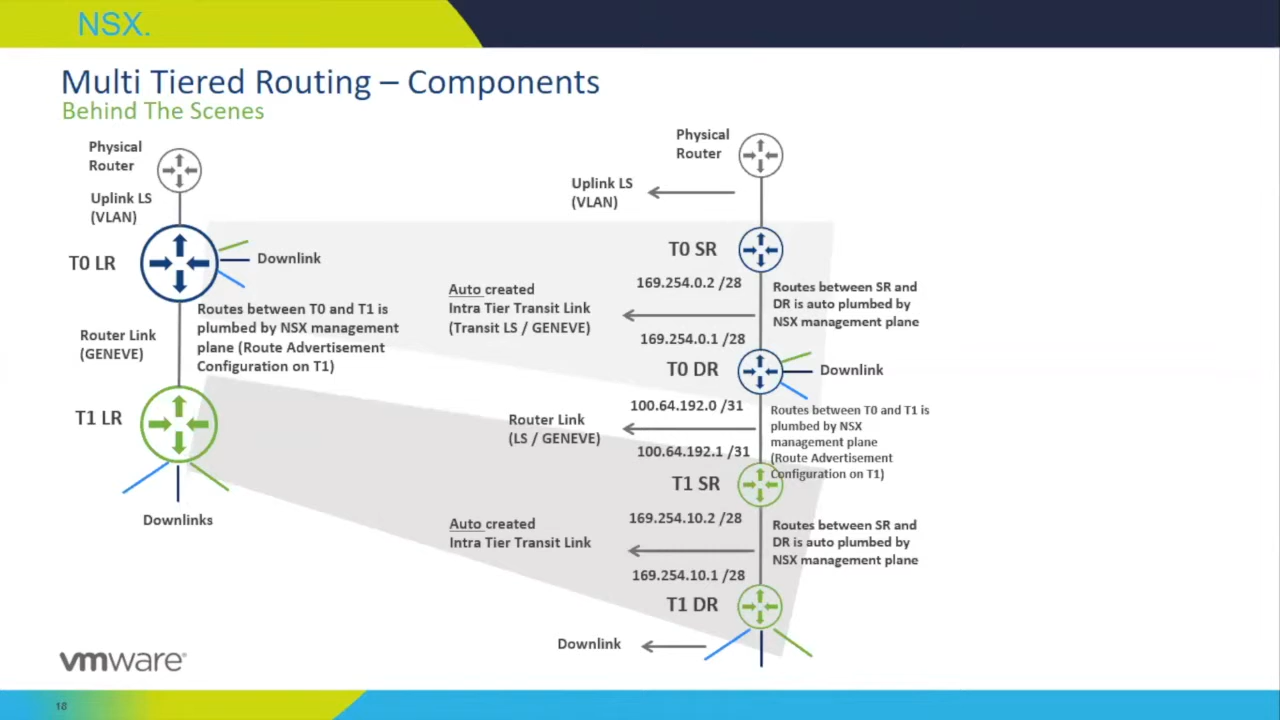 NSX.
Multi Tiered Routing – Components
Behind The Scenes
Physical
Router
Uplink LS
(VLAN)
T0 LR
Downlink
Routes between T0 and T1 is
plumbed by NSX management
plane (Route Advertisement
Configuration on T1)
Router Link
(GENEVE)
T1 LR
Downlinks
Physical
Router
Uplink LS
(VLAN)
T0 SR
169.254.0.2 /28
Auto created
Intra Tier Transit Link
(Transit LS / GENEVE)
Routes between SR and
DR is auto plumbed by
NSX management plane
169.254.0.1 /28
T0 DR
Downlink
100.64.192.0 /31
Router Link
(LS / GENEVE)
Routes between T0 and T1 is
plumbed by NSX
management plane
(Route Advertisement
Configuration on T1)
100.64.192.1 /31
T1 SR
169.254.10.2 /28
Auto created
Intra Tier Transit Link
Routes between SR and
DR is auto plumbed by
NSX management plane
169.254.10.1 /28
T1 DR
Downlink
vmware®
18